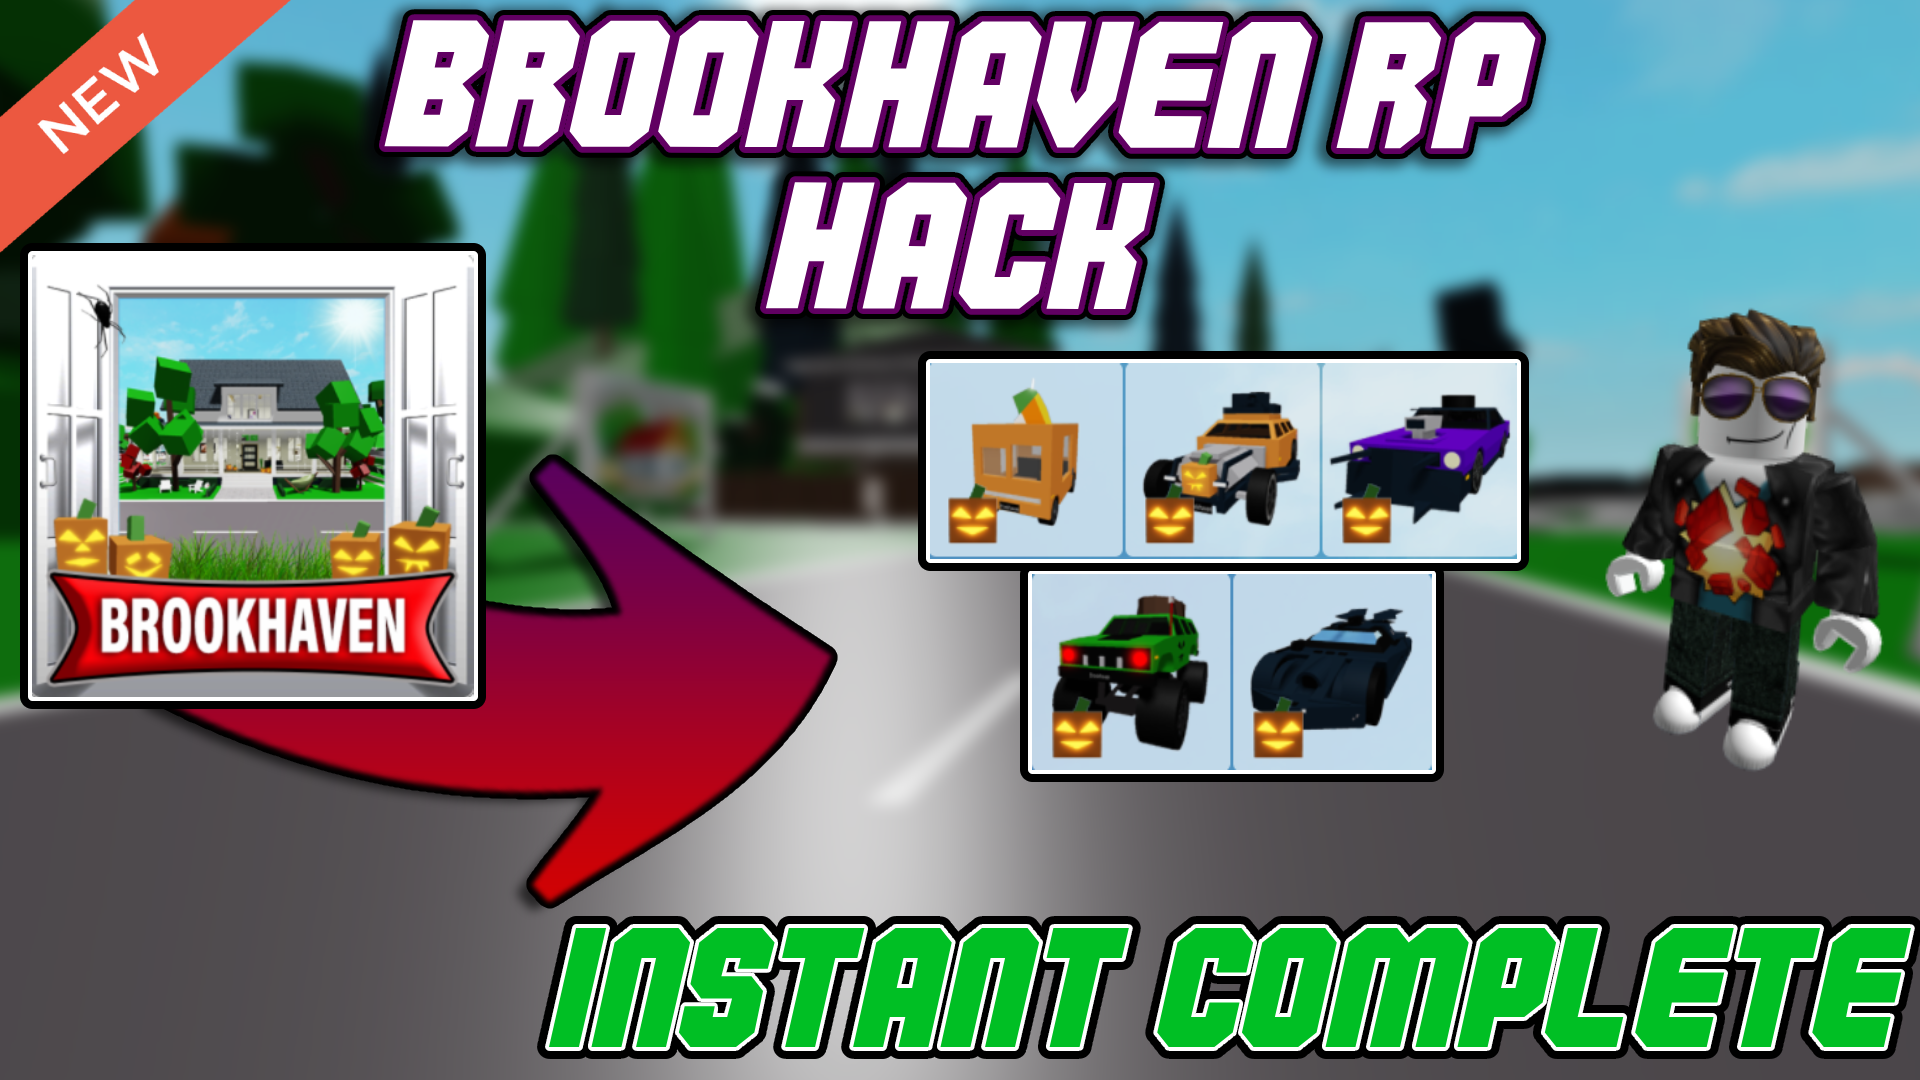 NEW
BROOKHAVEN RP
HACK
BROOKHAVEN
INSTANT COMPLETE